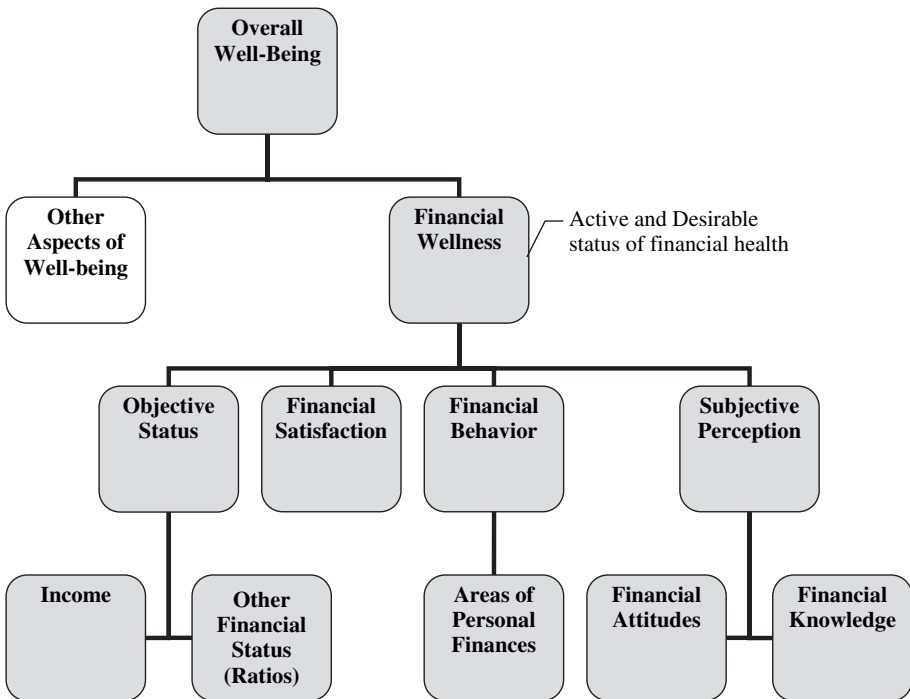 Overall
Well-Being
Other
Aspects of
Well-being
Financial
Wellness
Active and Desirable
status of financial health
Objective
Status
Financial
Satisfaction
Financial
Behavior
Subjective
Perception
Income
Other
Financial
Status
(Ratios)
Areas of
Personal
Finances
Financial
Attitudes
Financial
Knowledge